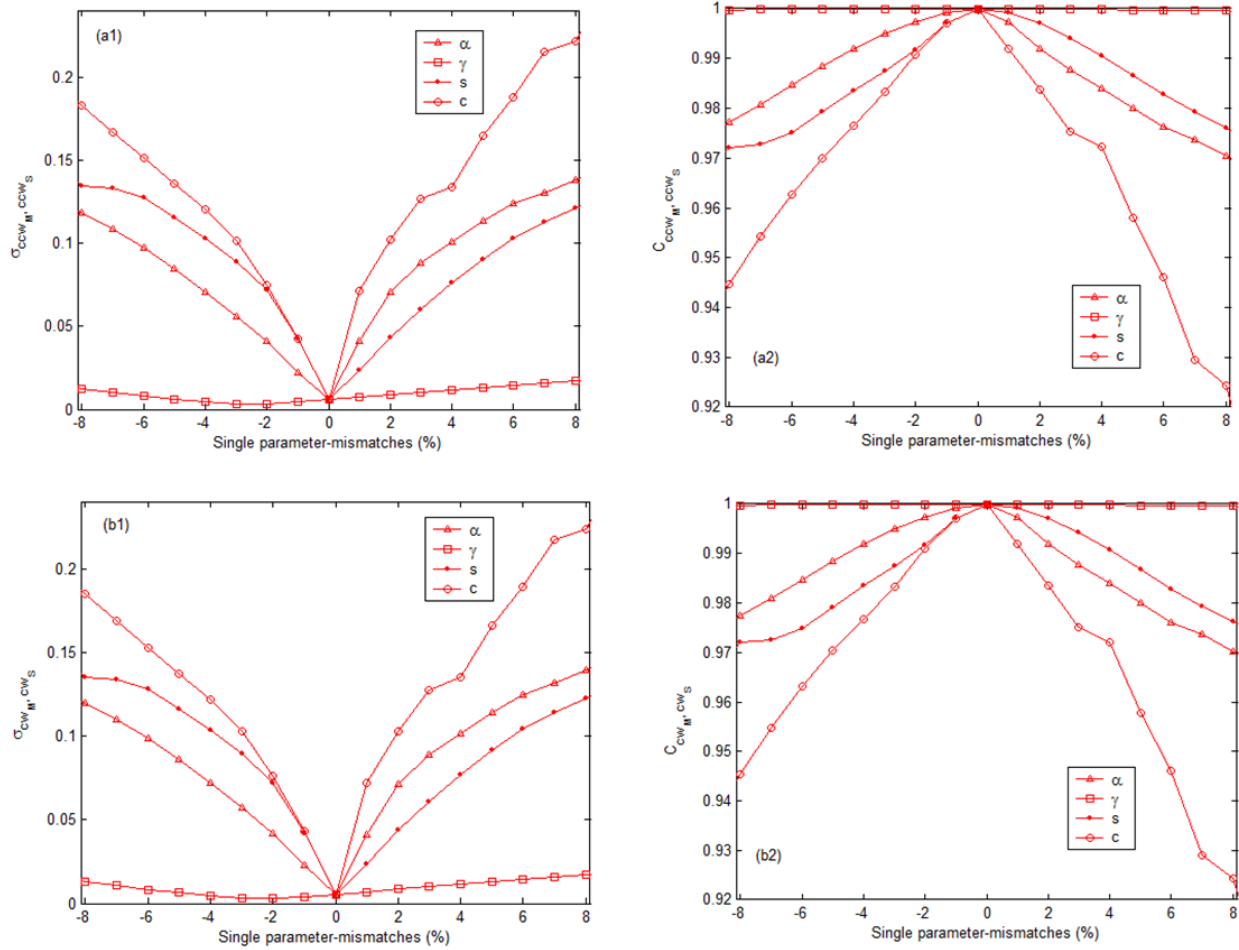 (a1)
α
γ
s
c
0.2
0.15
0.1
0.05
0
-8 -6 -4 -2 0 2 4 6 8
σccwM, ccwS
Single parameter-mismatches (%)
1
0.99
0.98
0.97
0.96
0.95
0.94
0.93
0.92
CccwM, ccwS
α
γ
s
c
(a2)
-8 -6 -4 -2 0 2 4 6 8
Single parameter-mismatches (%)
(b1)
α
γ
s
c
0.2
0.15
0.1
0.05
0
σcwM, cwS
-8 -6 -4 -2 0 2 4 6 8
Single parameter-mismatches (%)
1
0.99
0.98
0.97
0.96
0.95
0.94
0.93
0.92
CcwM, cwS
α
γ
s
c
(b2)
-8 -6 -4 -2 0 2 4 6 8
Single parameter-mismatches (%)